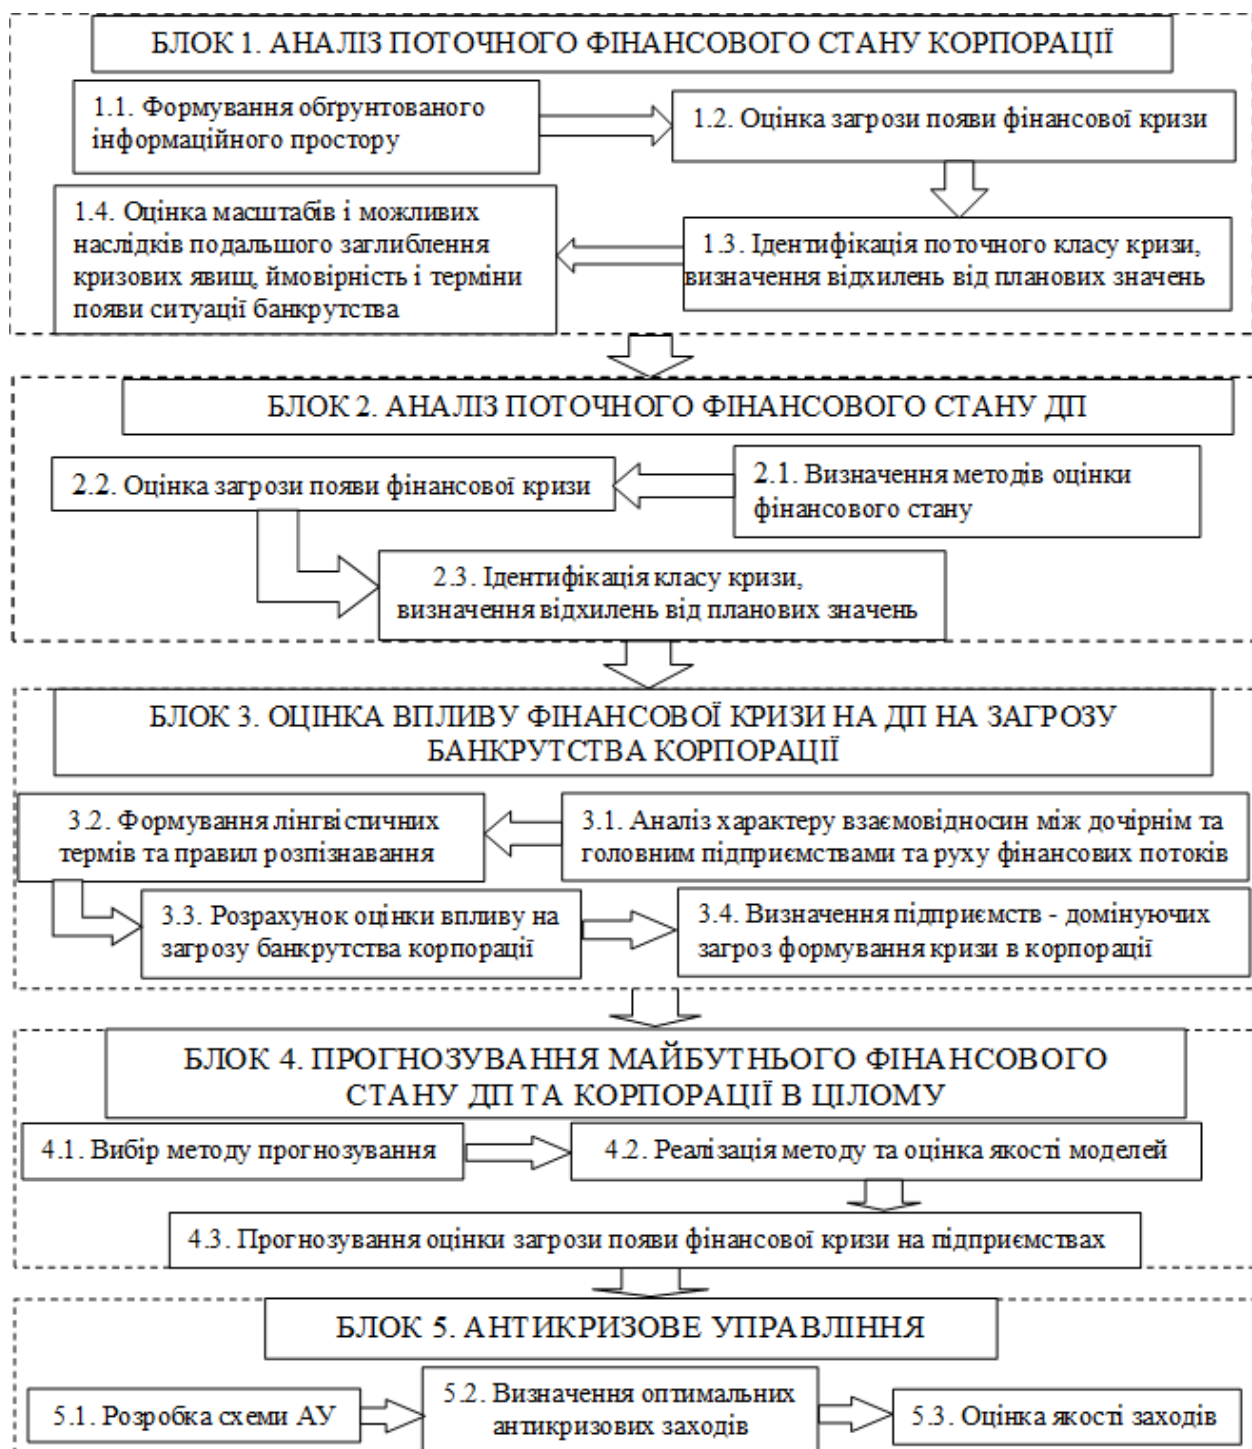 БЛОК 1. АНАЛІЗ ПОТОЧНОГО ФІНАНСОВОГО СТАНУ КОРПОРАЦІЇ
1.1. Формування обґрунтованого
інформаційного простору
1.2. Оцінка загрози появи фінансової кризи
1.3. Ідентифікація поточного класу кризи,
визначення відхилень від планових значень
1.4. Оцінка масштабів і можливих
наслідків подальшого заглиблення
кризових явищ, ймовірність і терміни
появи ситуації банкрутства
БЛОК 2. АНАЛІЗ ПОТОЧНОГО ФІНАНСОВОГО СТАНУ ДП
2.1. Визначення методів оцінки
фінансового стану
2.2. Оцінка загрози появи фінансової кризи
2.3. Ідентифікація класу кризи,
визначення відхилень від планових значень
БЛОК 3. ОЦІНКА ВПЛИВУ ФІНАНСОВОЇ КРИЗИ НА ДП НА ЗАГРОЗУ
БАНКРУТСТВА КОРПОРАЦІЇ
3.1. Аналіз характеру взаємовідносин між дочірнім та
головним підприємствами та руху фінансових потоків
3.2. Формування лінгвістичних
термів та правил розпізнавання
3.3. Розрахунок оцінки впливу на
загрозу банкрутства корпорації
3.4. Визначення підприємств - домінуючих
загроз формування кризи в корпорації
БЛОК 4. ПРОГНОЗУВАННЯ МАЙБУТНЬОГО ФІНАНСОВОГО
СТАНУ ДП ТА КОРПОРАЦІЇ В ЦІЛОМУ
4.1. Вибір методу прогнозування
4.2. Реалізація методу та оцінка якості моделей
4.3. Прогнозування оцінки загрози появи фінансової кризи на підприємствах
БЛОК 5. АНТИКРИЗОВЕ УПРАВЛІННЯ
5.1. Розробка схеми АУ
5.2. Визначення оптимальних
антикризових заходів
5.3. Оцінка якості заходів